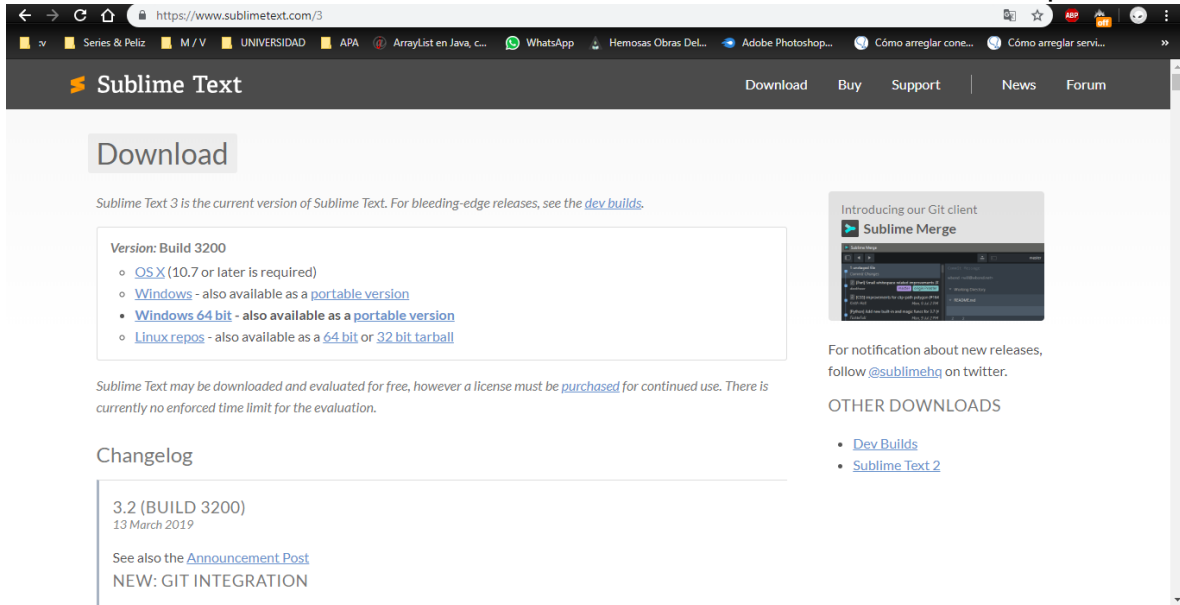 https://www.sublimetext.com/3
ABP
off
:v Series & Peliz M / V UNIVERSIDAD APA ArrayList en Java, c... WhatsApp Hemosas Obras Del... Adobe Photoshop... Cómo arreglar cone... Cómo arreglar servi... »
Sublime Text
Download Buy Support News Forum
Download
Sublime Text 3 is the current version of Sublime Text. For bleeding-edge releases, see the dev builds.
Version: Build 3200
OS X (10.7 or later is required)
Windows - also available as a portable version
Windows 64 bit - also available as a portable version
Linux repos - also available as a 64 bit or 32 bit tarball
Sublime Text may be downloaded and evaluated for free, however a license must be purchased for continued use. There is
currently no enforced time limit for the evaluation.
Changelog
3.2 (BUILD 3200)
13 March 2019
See also the Announcement Post
NEW: GIT INTEGRATION
Introducing our Git client
Sublime Merge
Sublime Merge
master
For notification about new releases,
follow @sublimehq on twitter.
OTHER DOWNLOADS
Dev Builds
Sublime Text 2